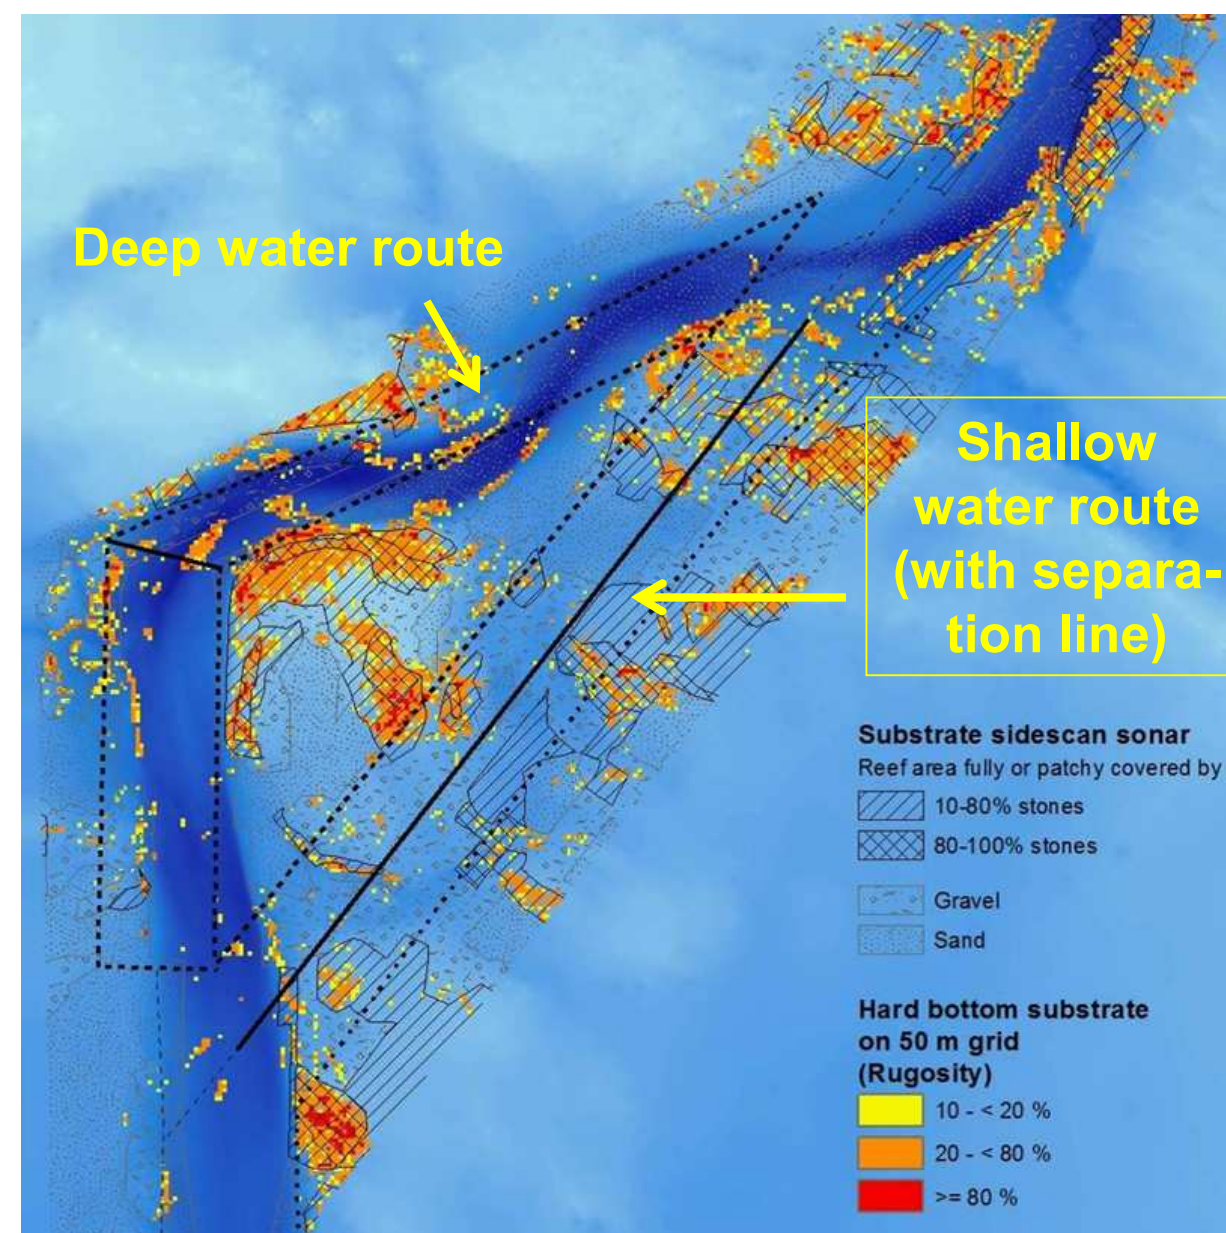 Deep water route
Shallow
water route
(with separa-
tion line)
Substrate sidescan sonar
Reef area fully or patchy covered by
10-80% stones
80-100% stones
Gravel
Sand
Hard bottom substrate
on 50 m grid
(Rugosity)
10 - < 20 %
20 - < 80 %
>= 80 %